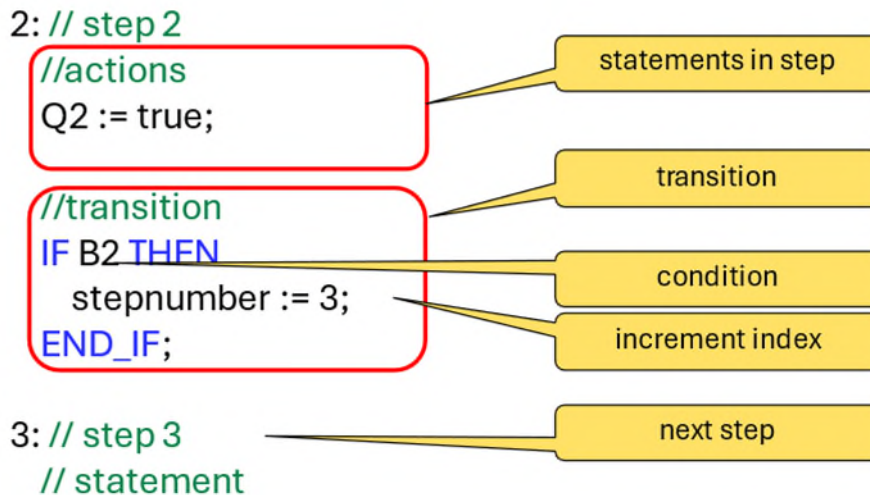 2: // step 2
//actions
Q2 := true;
//transition
IF B2 THEN
stepnumber := 3;
END_IF;
3: // step 3
// statement
statements in step
transition
condition
increment index
next step